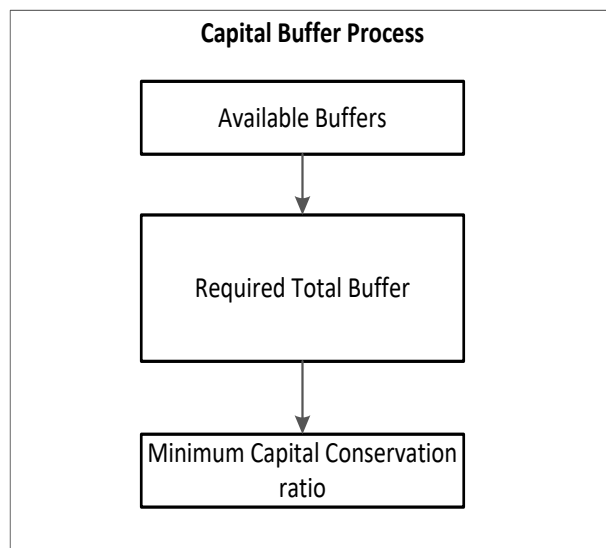 Capital Buffer Process
Available Buffers
Required Total Buffer
Minimum Capital Conservation
ratio